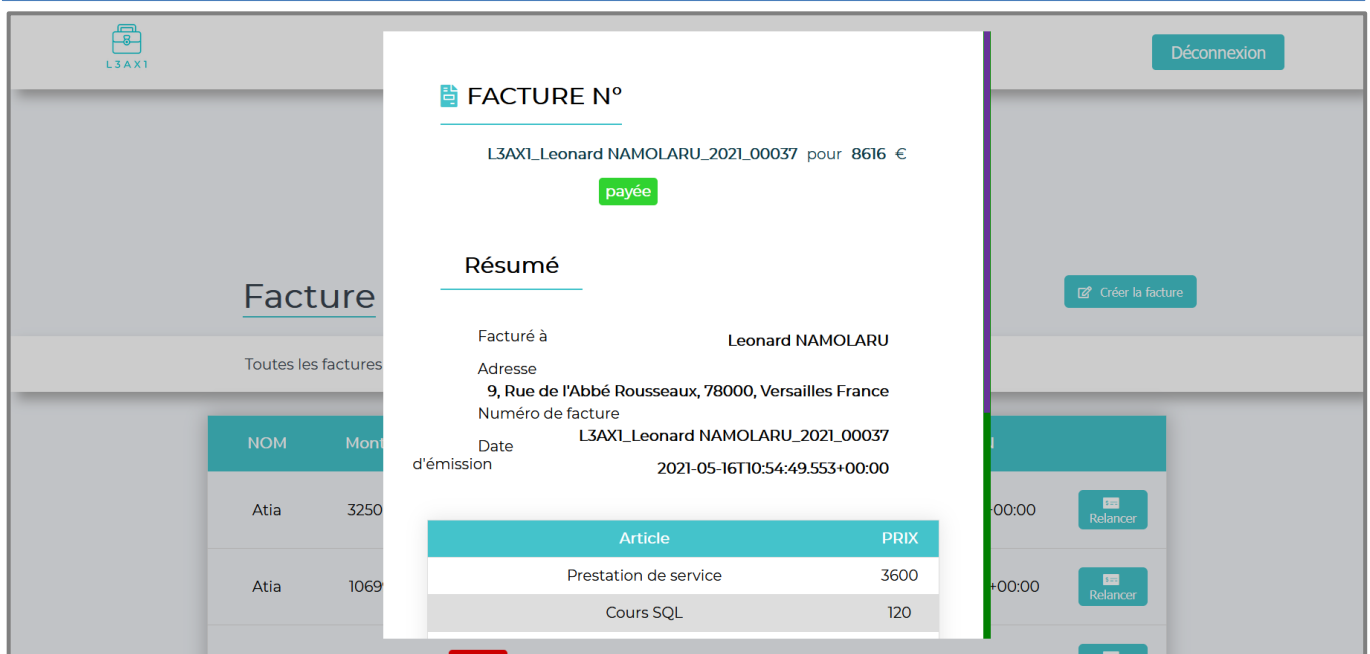 L3AX1
Déconnexion
FACTURE N°
L3AX1_Leonard NAMOLARU_2021_00037 pour 8616 €
payée
Résumé
Facture
Créer la facture
Facturé à
Leonard NAMOLARU
Toutes les factures
Adresse
9, Rue de l'Abbé Rousseaux, 78000, Versailles France
Numéro de facture
L3AX1_Leonard NAMOLARU_2021_00037
Date
d'émission
2021-05-16T10:54:49.553+00:00
NOM
Mont
Article PRIX
Atia 3250
+00:00
Relancer
Prestation de service 3600
Atia 1069
+00:00
Relancer
Cours SQL 120